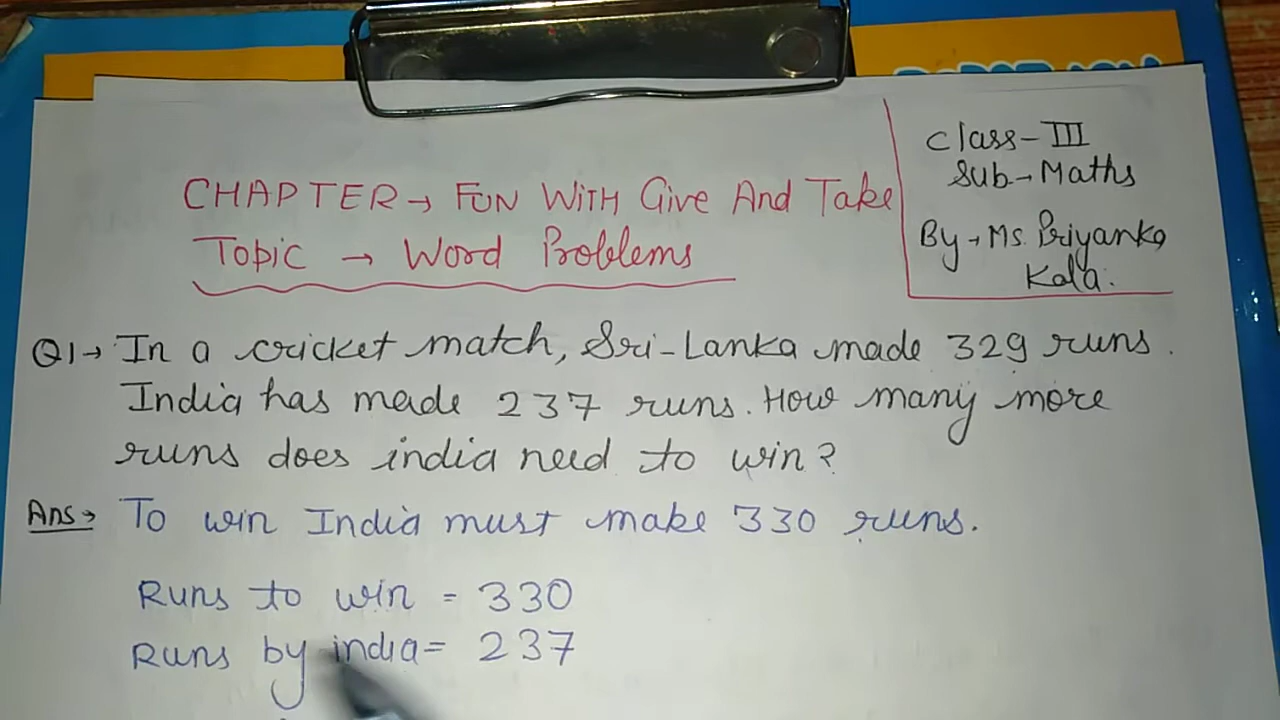 Class-III
Sub→Maths
By→Ms. Priyanka
Kala.
CHAPTER→ FUN WITH Give And Take
Topic → Word Problems
Q1→ In a cricket match, Sri-Lanka made 329 runs.
India has made 237 runs. How many more
runs does india need to win?
Ans→ To win India must make 330 runs.
Runs to win = 330
Runs by india= 237